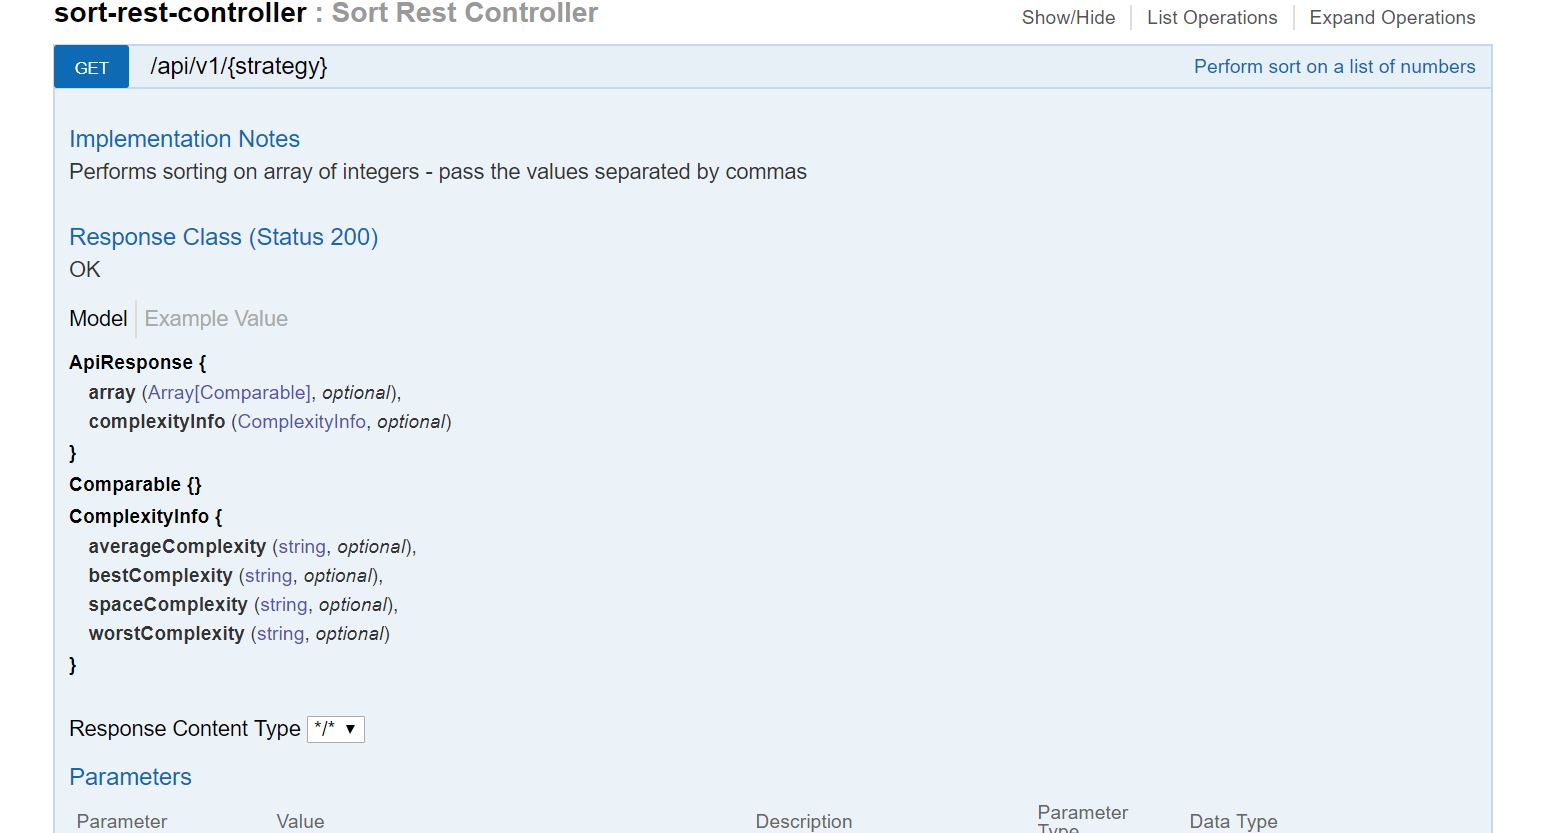 sort-rest-controller : Sort Rest Controller
Show/Hide List Operations Expand Operations
GET /api/v1/{strategy} Perform sort on a list of numbers
Implementation Notes
Performs sorting on array of integers - pass the values separated by commas
Response Class (Status 200)
OK
Model Example Value
ApiResponse {
array (Array[Comparable], optional),
complexityInfo (ComplexityInfo, optional)
}
Comparable {}
ComplexityInfo {
averageComplexity (string, optional),
bestComplexity (string, optional),
spaceComplexity (string, optional),
worstComplexity (string, optional)
}
Response Content Type */* ▼
Parameters
Parameter Value Description Parameter Type Data Type